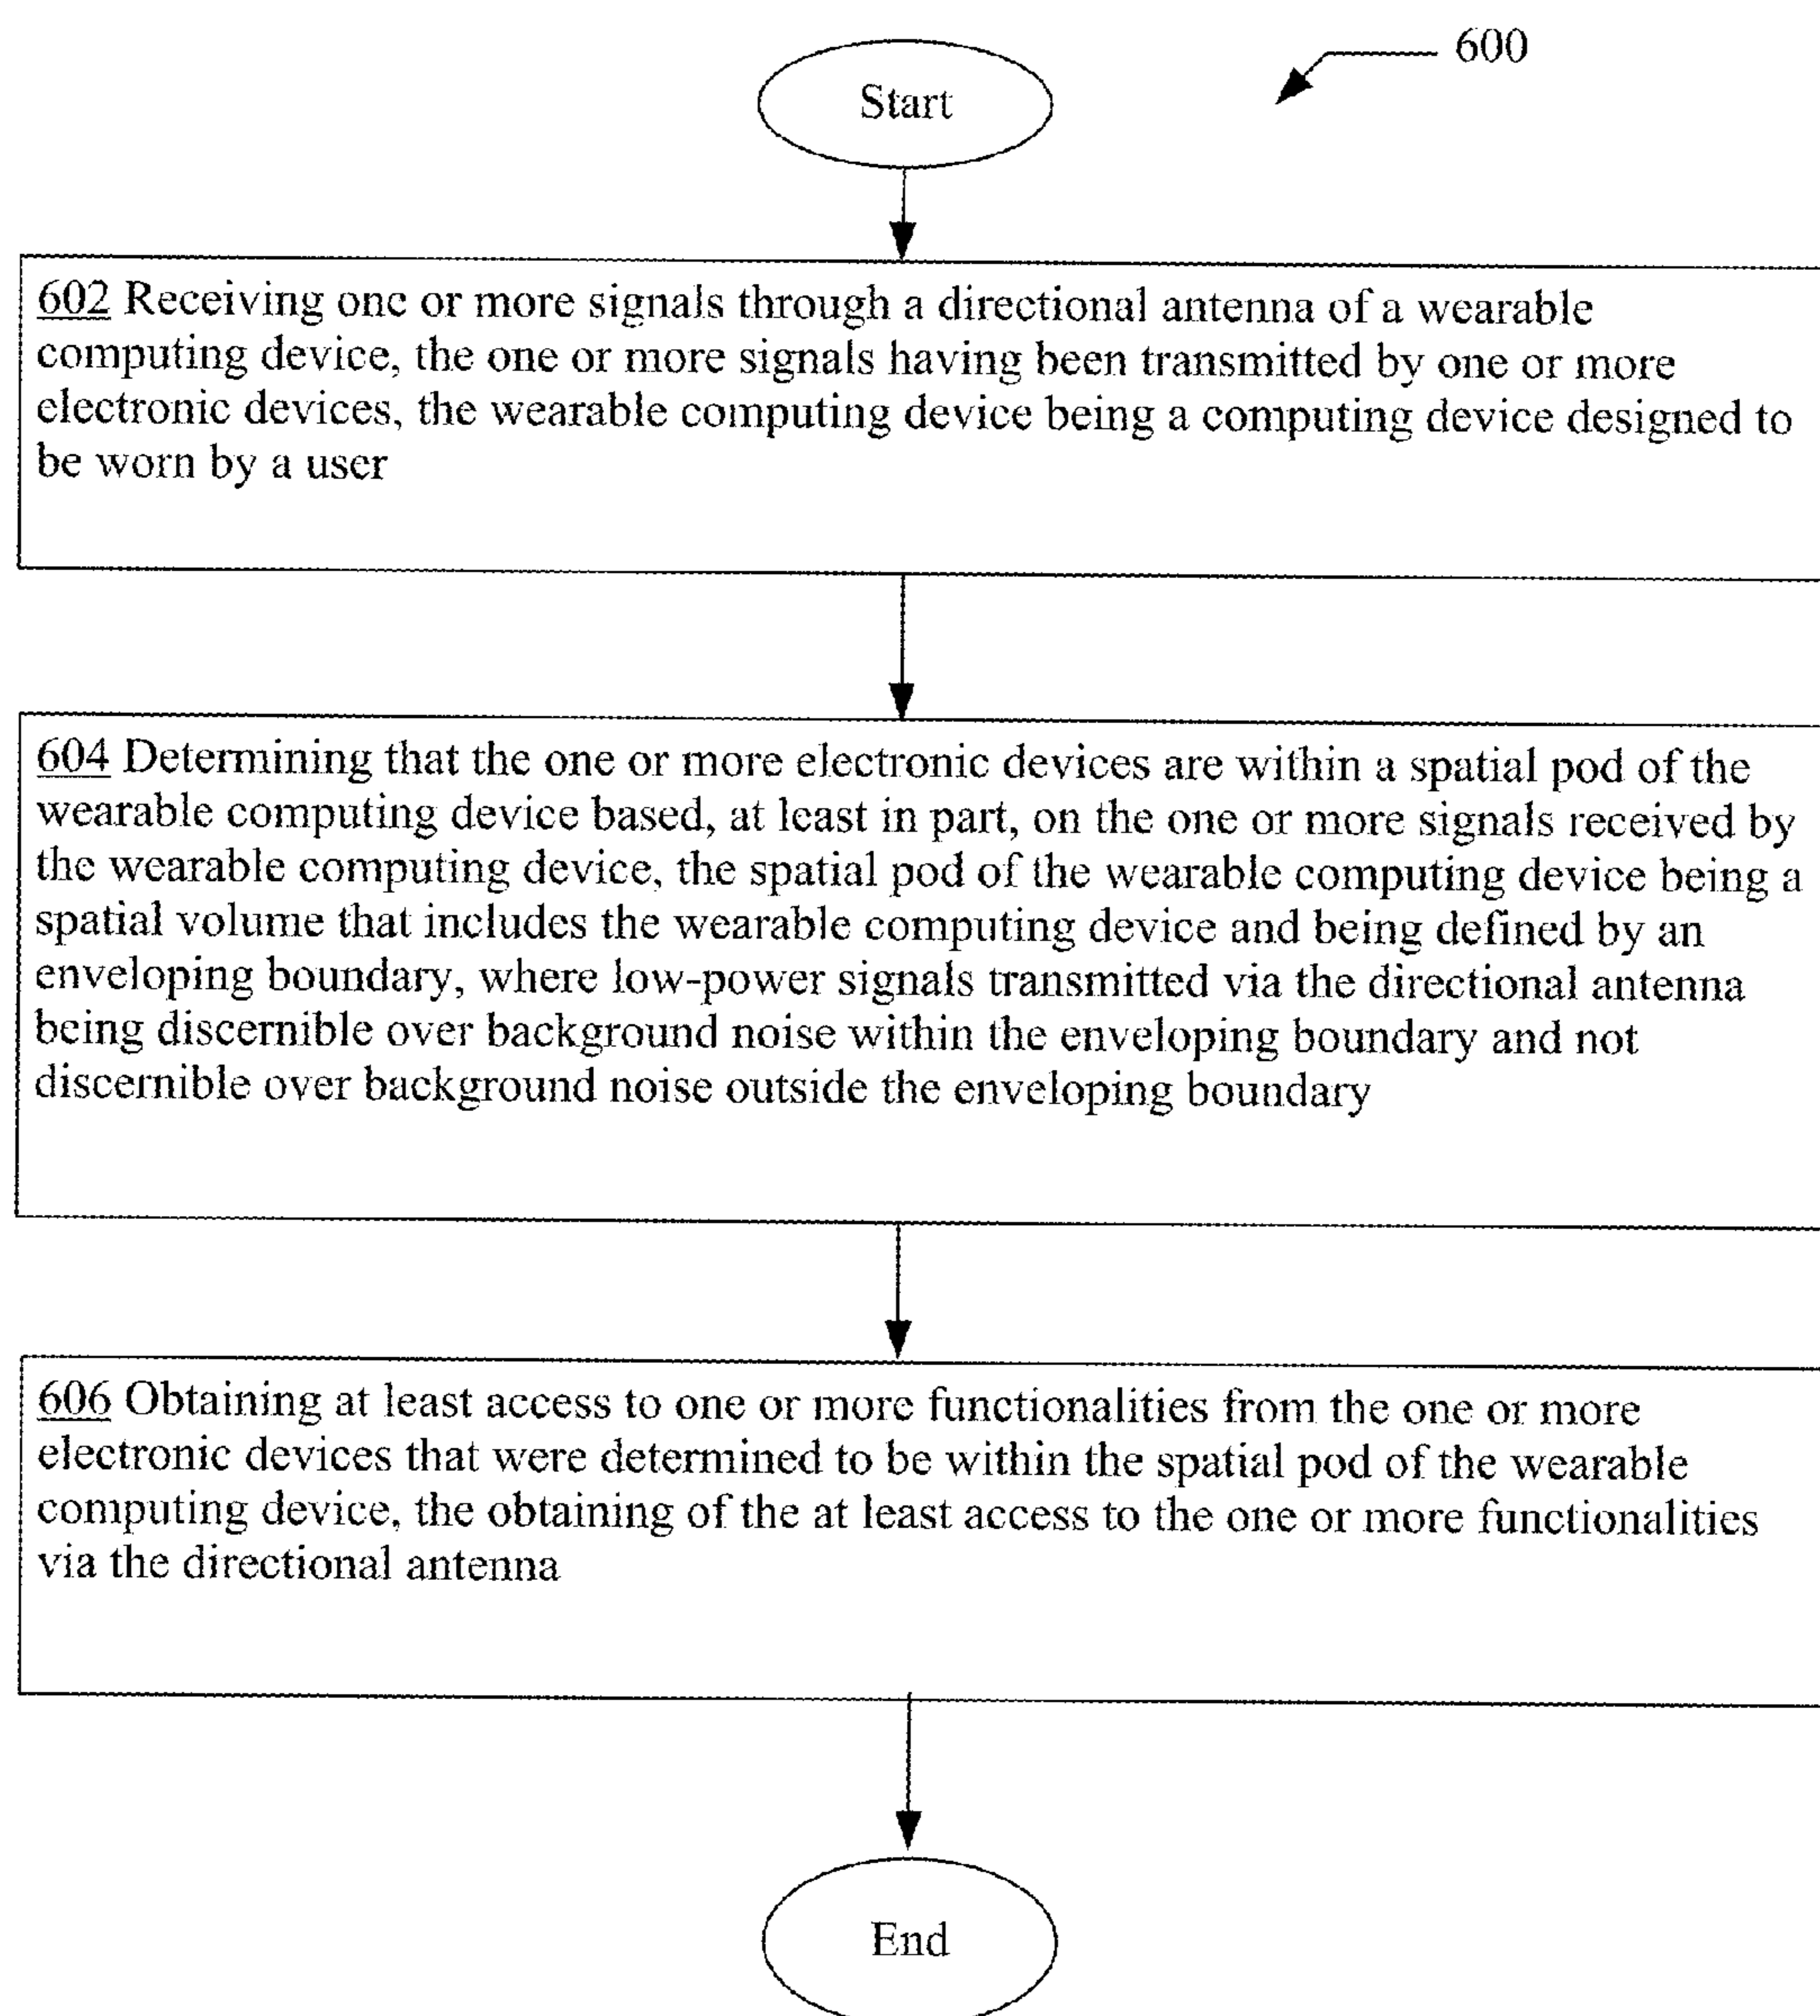 600
Start
602 Receiving one or more signals through a directional antenna of a wearable
computing device, the one or more signals having been transmitted by one or more
electronic devices, the wearable computing device being a computing device designed to
be worn by a user
604 Determining that the one or more electronic devices are within a spatial pod of the
wearable computing device based, at least in part, on the one or more signals received by
the wearable computing device, the spatial pod of the wearable computing device being a
spatial volume that includes the wearable computing device and being defined by an
enveloping boundary, where low-power signals transmitted via the directional antenna
being discernible over background noise within the enveloping boundary and not
discernible over background noise outside the enveloping boundary
606 Obtaining at least access to one or more functionalities from the one or more
electronic devices that were determined to be within the spatial pod of the wearable
computing device, the obtaining of the at least access to the one or more functionalities
via the directional antenna
End